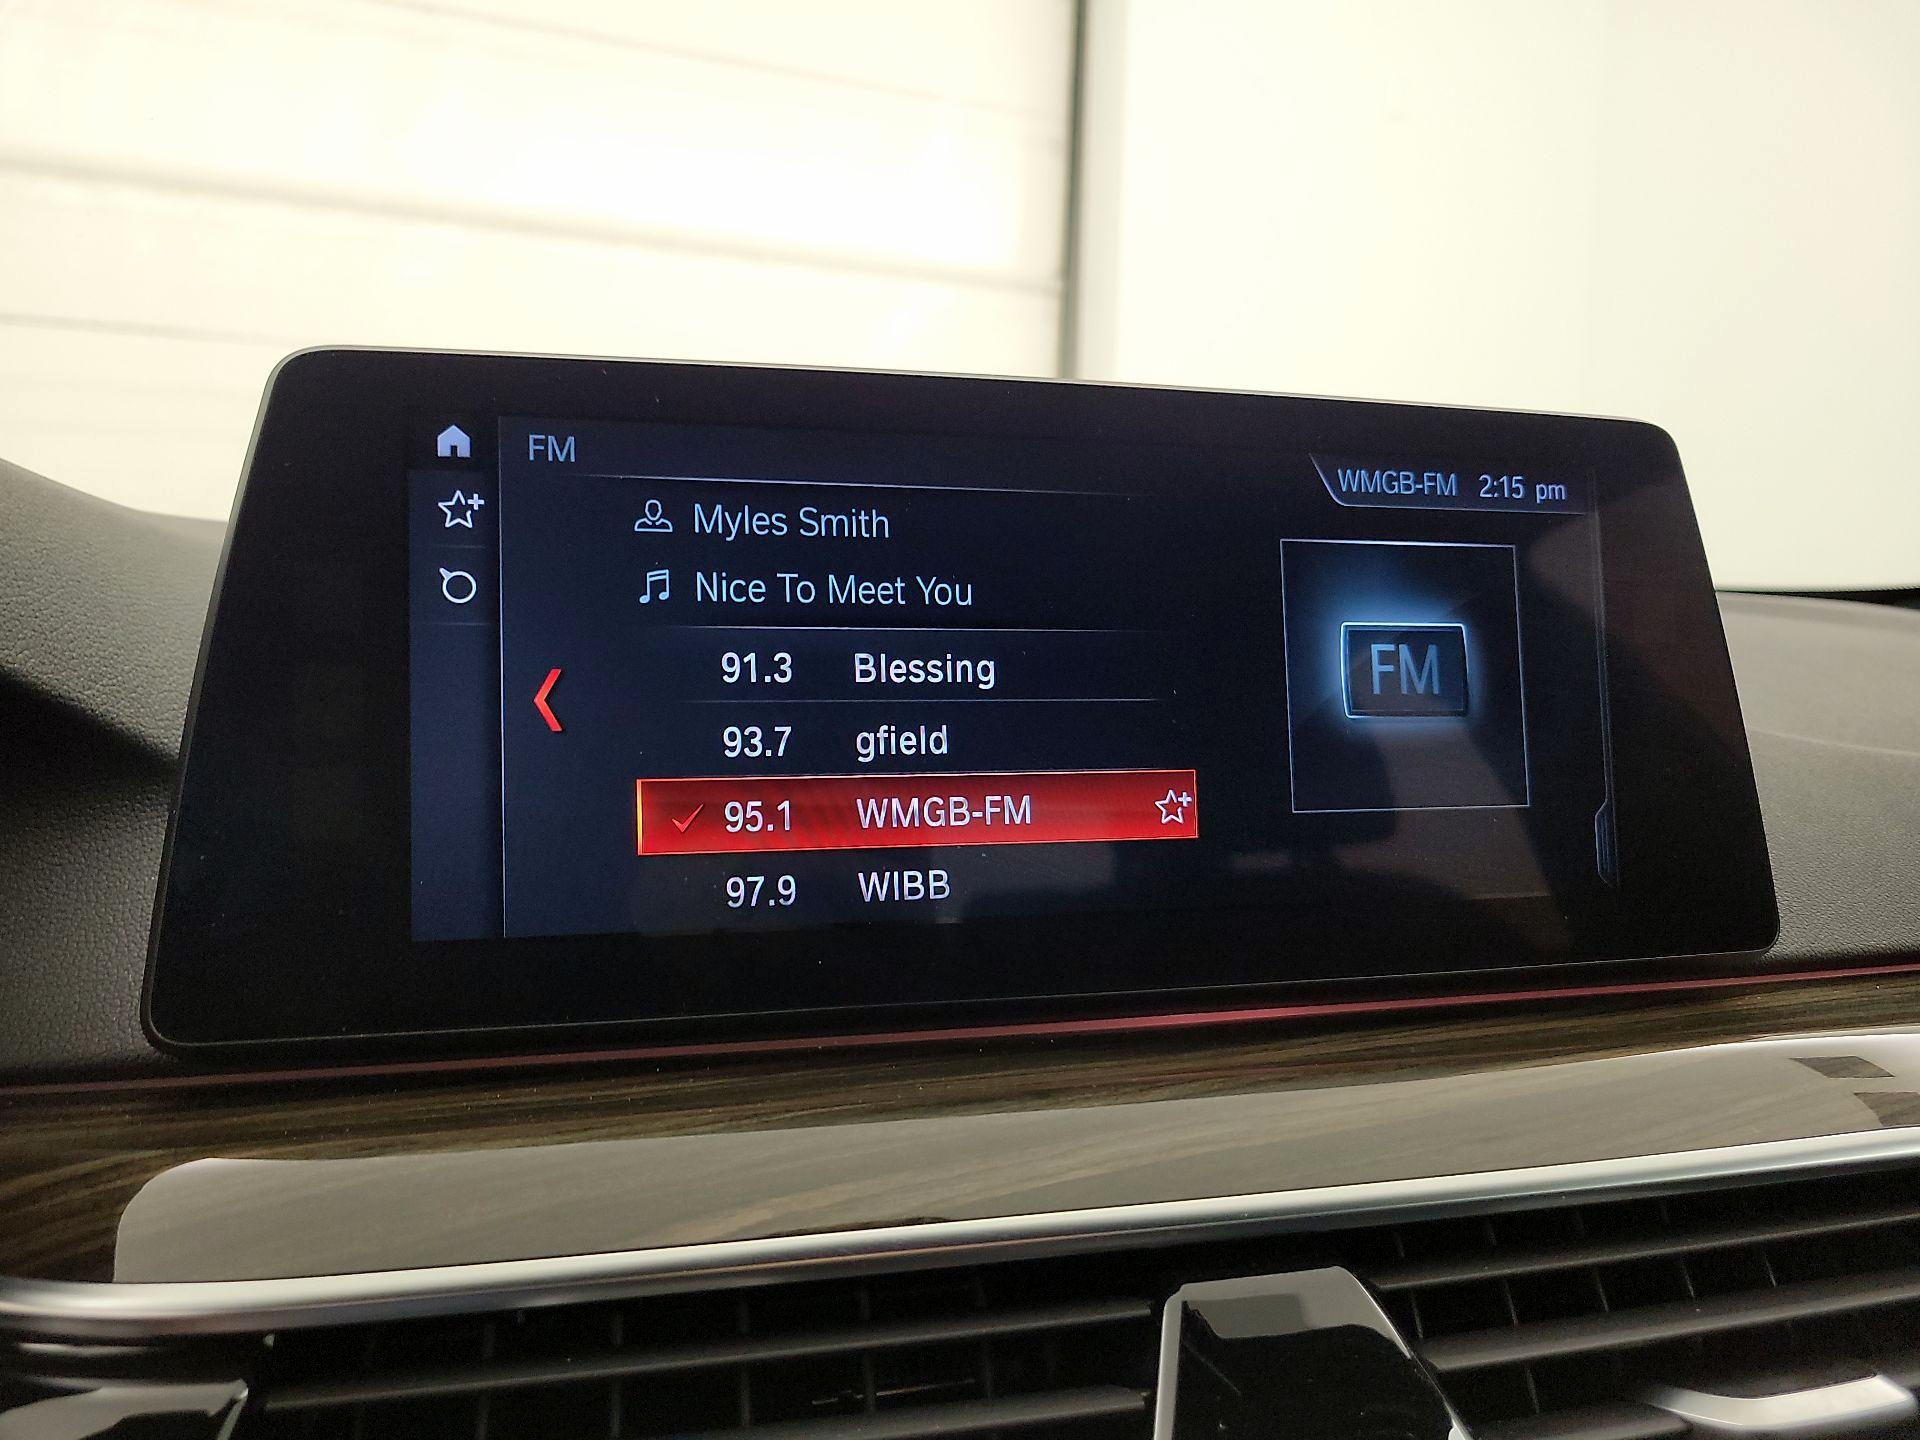 FM
WMGB-FM 2:15 pm
Myles Smith
Nice To Meet You
91.3 Blessing
93.7 gfield
95.1 WMGB-FM
97.9 WIBB
FM